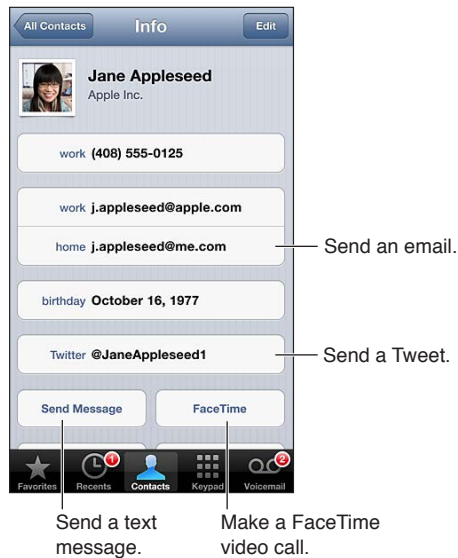 All Contacts
Info
Edit
Jane Appleseed
Apple Inc.
work (408) 555-0125
work j.appleseed@apple.com
home j.appleseed@me.com
Send an email.
birthday October 16, 1977
Twitter @JaneAppleseed1
Send a Tweet.
Send Message
FaceTime
1
2
Favorites
Recents
Contacts
Keypad
Voicemail
Send a text
message.
Make a FaceTime
video call.